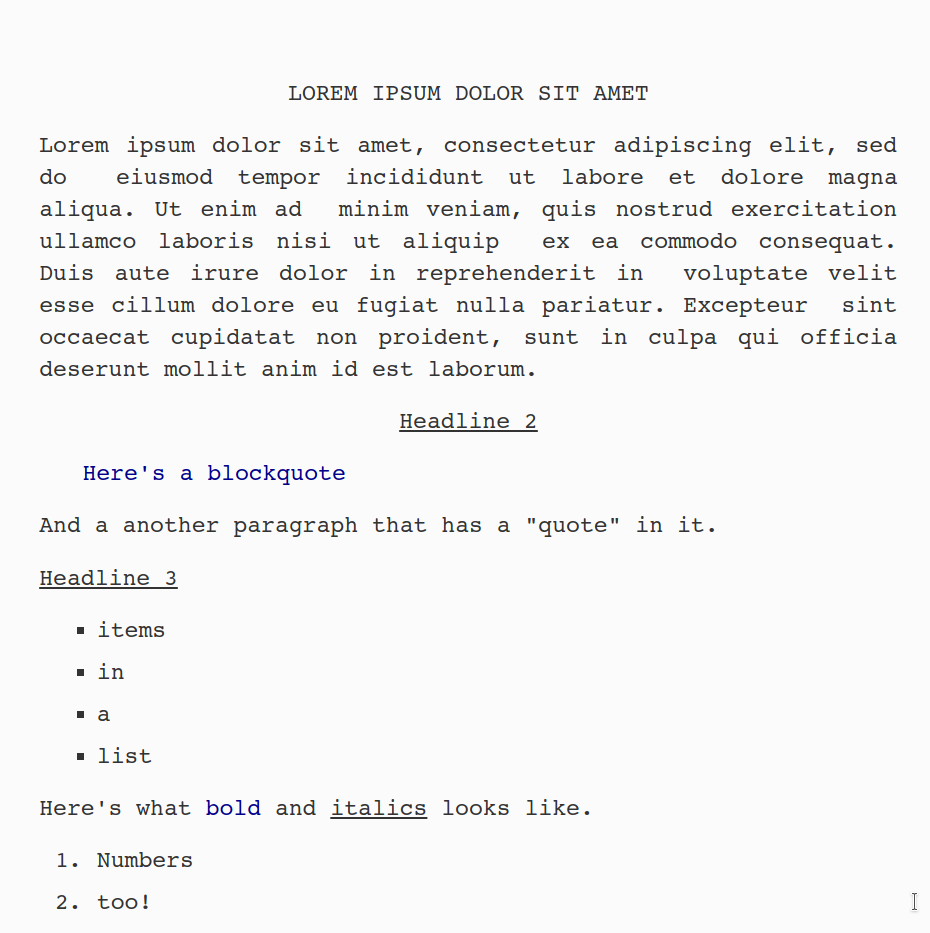 LOREM IPSUM DOLOR SIT AMET
Lorem ipsum dolor sit amet, consectetur adipiscing elit, sed
do eiusmod tempor incididunt ut labore et dolore magna
aliqua. Ut enim ad minim veniam, quis nostrud exercitation
ullamco laboris nisi ut aliquip ex ea commodo consequat.
Duis aute irure dolor in reprehenderit in voluptate velit
esse cillum dolore eu fugiat nulla pariatur. Excepteur sint
occaecat cupidatat non proident, sunt in culpa qui officia
deserunt mollit anim id est laborum.
Headline 2
Here's a blockquote
And a another paragraph that has a "quote" in it.
Headline 3
▪ items
▪ in
▪ a
▪ list
Here's what bold and italics looks like.
1. Numbers
2. too!